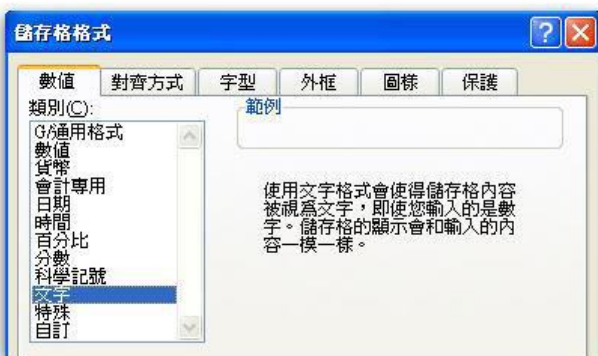 儲存格格式
數值 對齊方式 字型 外框 圖樣 保護
類別(C):
G/通用格式
數值
貨幣
會計專用
日期
時間
百分比
分數
科學記號
文字
特殊
自訂
範例
使用文字格式會使得儲存格內容
被視為文字，即使您輸入的是數
字。儲存格的顯示會和輸入的內
容一模一樣。